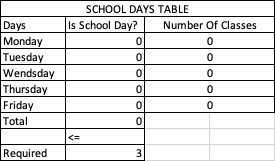 SCHOOL DAYS TABLE
Days Is School Day? Number Of Classes
Monday 0 0
Tuesday 0 0
Wendsday 0 0
Thursday 0 0
Friday 0 0
Total 0
<=
Required 3